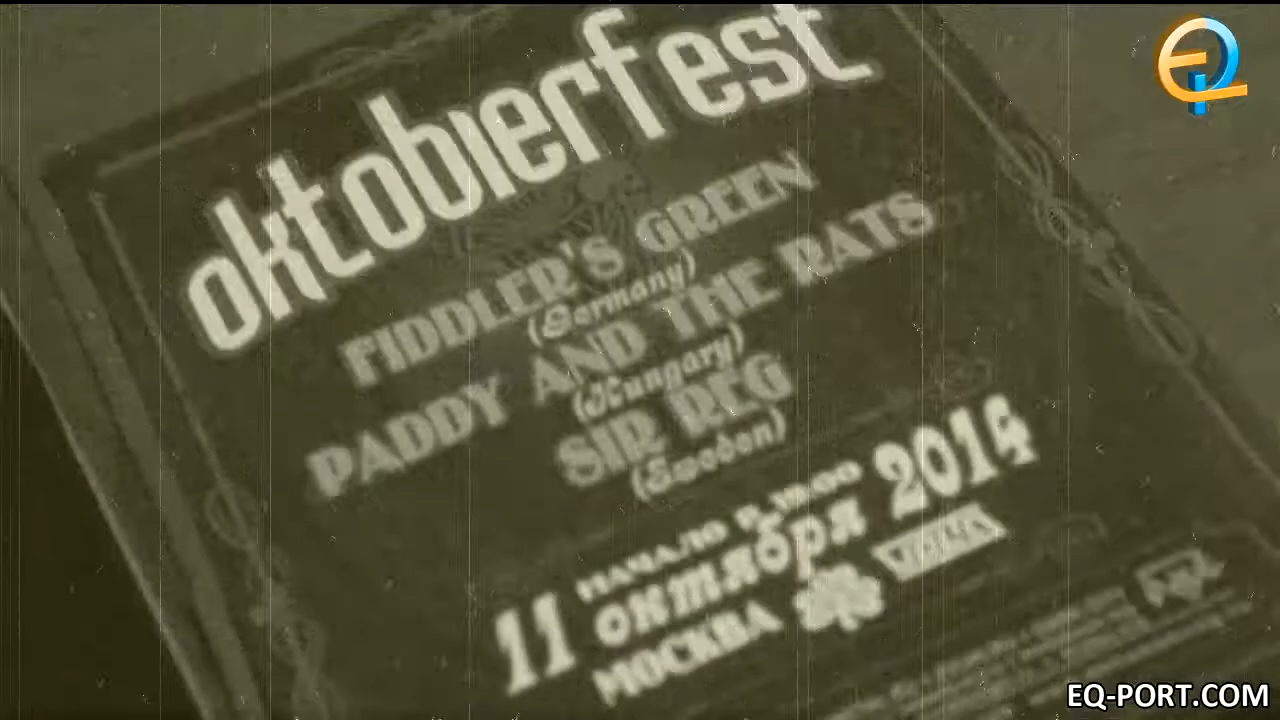 oktobierfest
FIDDLER'S GREEN
(Germany)
PADDY AND THE RATS
(Hungary)
SIR REG
(Sweden)
НАЧАЛО В
11 октября 2014
МОСКВА
EQ-PORT.COM